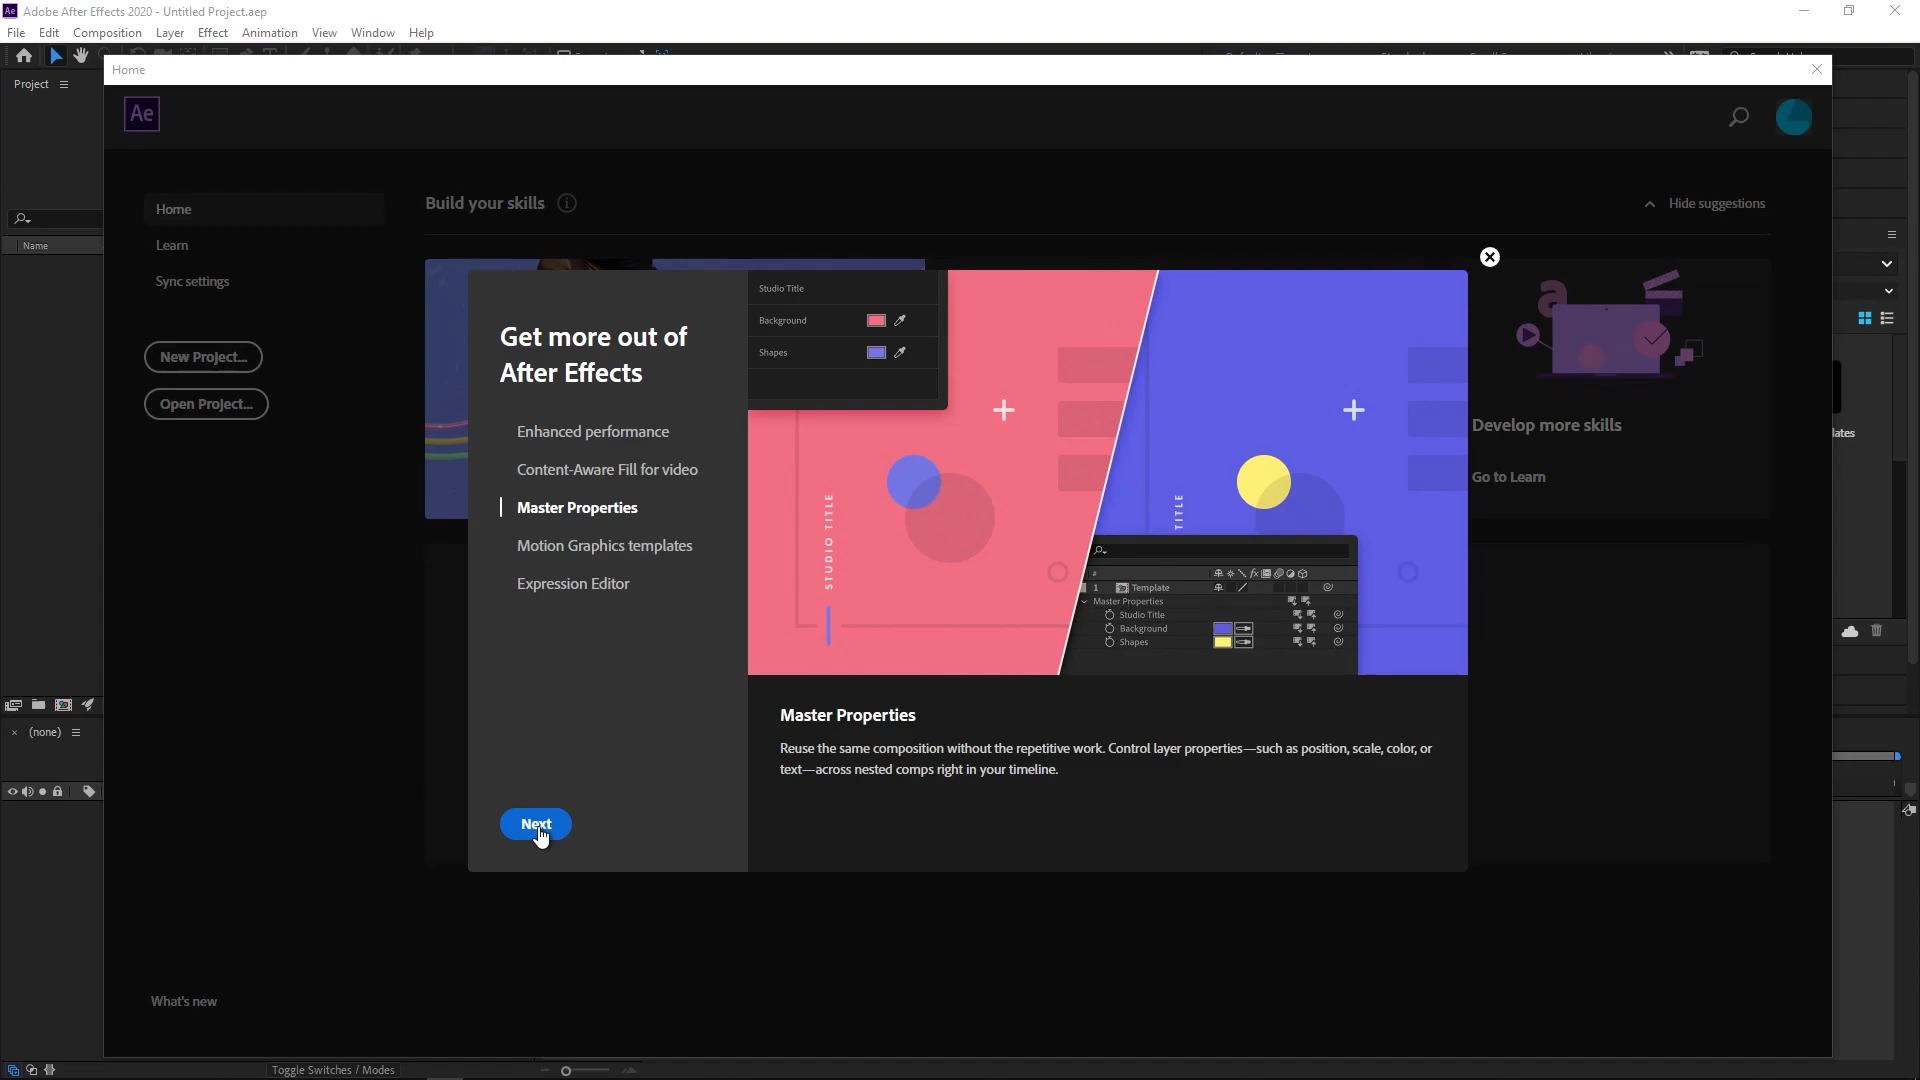 Ae Adobe After Effects 2020 - Untitled Project.aep
File Edit Composition Layer Effect Animation View Window Help
Home
Project
Ae
Home
Learn
Sync settings
New Project...
Open Project...
Build your skills
Hide suggestions
Name
Get more out of
After Effects
Enhanced performance
Content-Aware Fill for video
Master Properties
Motion Graphics templates
Expression Editor
Next
Studio Title
Background
Shapes
STUDIO TITLE
TITLE
#
1 Template
Master Properties
Studio Title
Background
Shapes
Master Properties
Reuse the same composition without the repetitive work. Control layer properties—such as position, scale, color, or
text—across nested comps right in your timeline.
Develop more skills
Go to Learn
lates
(none)
What's new
Toggle Switches / Modes